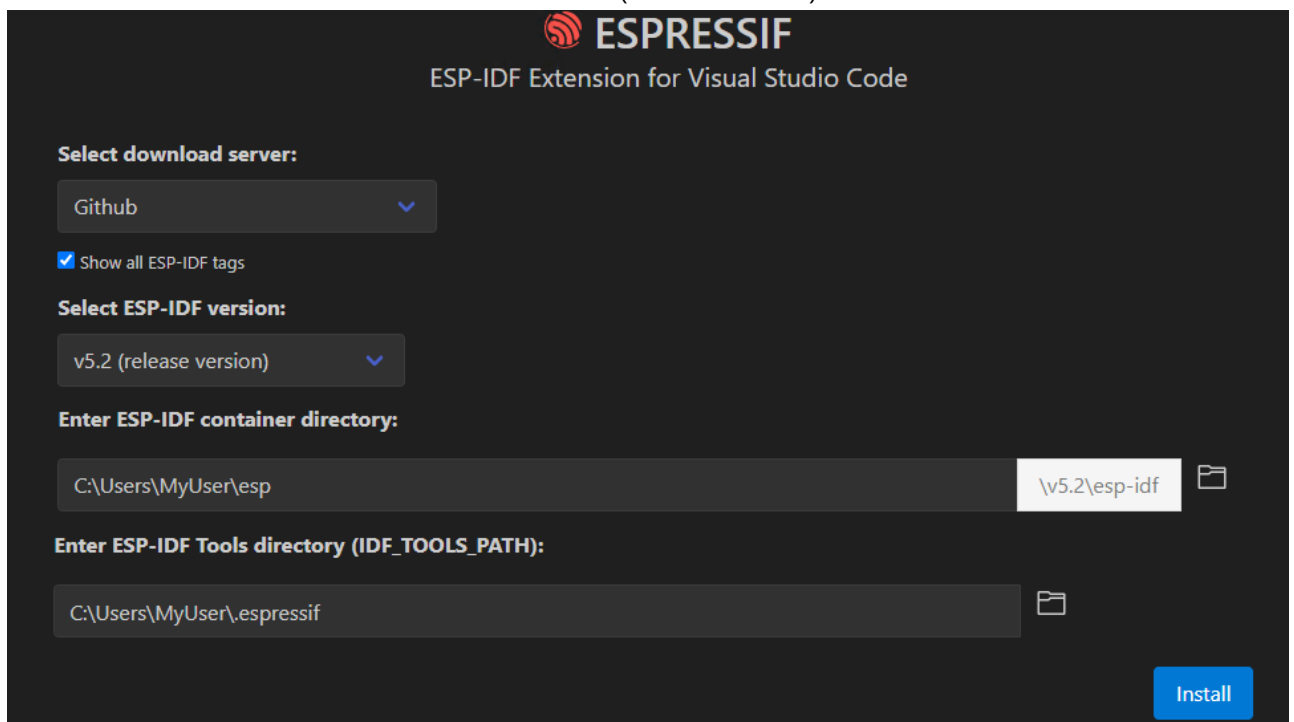 ESPRESSIF
ESP-IDF Extension for Visual Studio Code
Select download server:
Github
Show all ESP-IDF tags
Select ESP-IDF version:
v5.2 (release version)
Enter ESP-IDF container directory:
C:\Users\MyUser\esp \v5.2\esp-idf
Enter ESP-IDF Tools directory (IDF_TOOLS_PATH):
C:\Users\MyUser\.espressif
Install